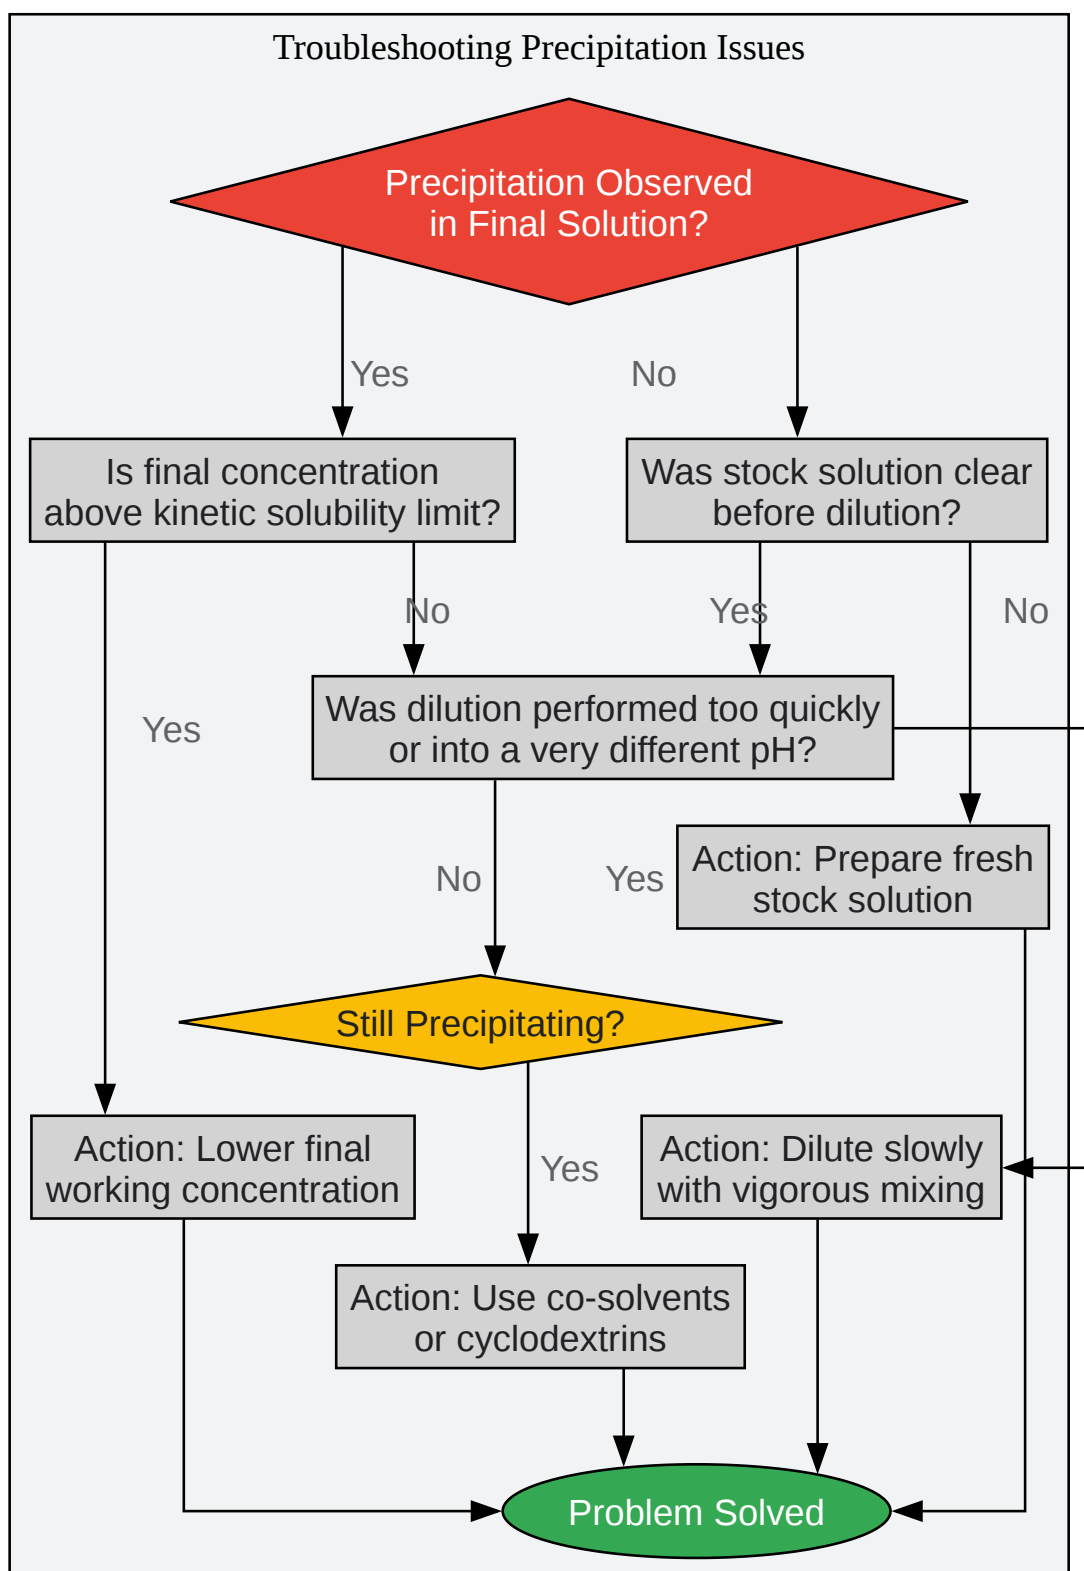 Troubleshooting Precipitation Issues
Precipitation Observed
in Final Solution?
Yes
No
Is final concentration
above kinetic solubility limit?
Was stock solution clear
before dilution?
No
Yes
No
Yes
Was dilution performed too quickly
or into a very different pH?
No
Yes
Action: Prepare fresh
stock solution
Still Precipitating?
Action: Lower final
working concentration
Yes
Action: Dilute slowly
with vigorous mixing
Action: Use co-solvents
or cyclodextrins
Problem Solved